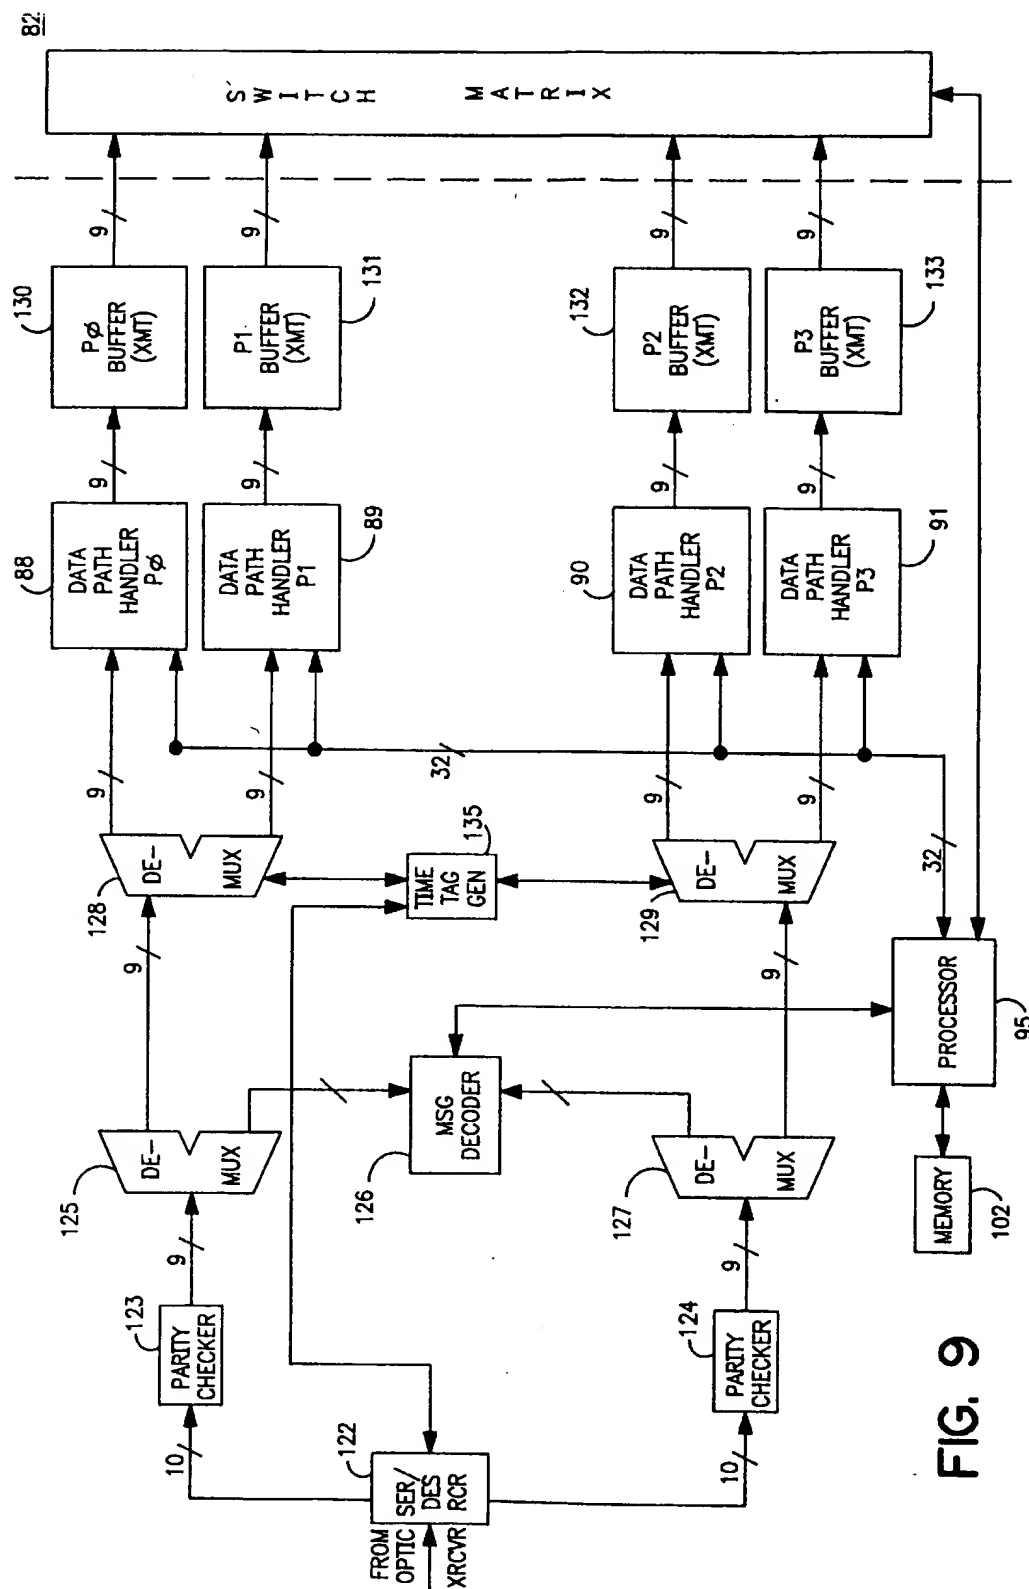 82
SWITCH MATRIX
9
9
9
9
130
PØ
BUFFER
(XMT)
P1
BUFFER
(XMT)
131
132
P2
BUFFER
(XMT)
P3
BUFFER
(XMT)
133
9
9
9
9
88
DATA
PATH
HANDLER
PØ
DATA
PATH
HANDLER
P1
89
90
DATA
PATH
HANDLER
P2
DATA
PATH
HANDLER
P3
91
9
9
32
9
9
32
128
DE-
MUX
TIME
TAG
GEN
135
129
DE-
MUX
9
9
PROCESSOR
95
125
DE-
MUX
MSG
DECODER
126
127
DE-
MUX
MEMORY
102
9
9
123
PARITY
CHECKER
124
PARITY
CHECKER
10
10
122
SER/
DES
RCR
FROM
OPTIC
XRCVR
FIG. 9